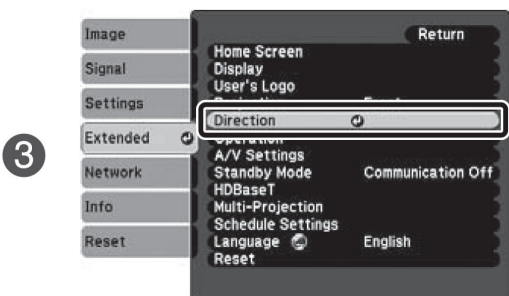 3
Image
Signal
Settings
Extended
Network
Info
Reset
Return
Home Screen
Display
User's Logo
Direction
Operation
A/V Settings
Standby Mode Communication Off
HDBaseT
Multi-Projection
Schedule Settings
Language English
Reset